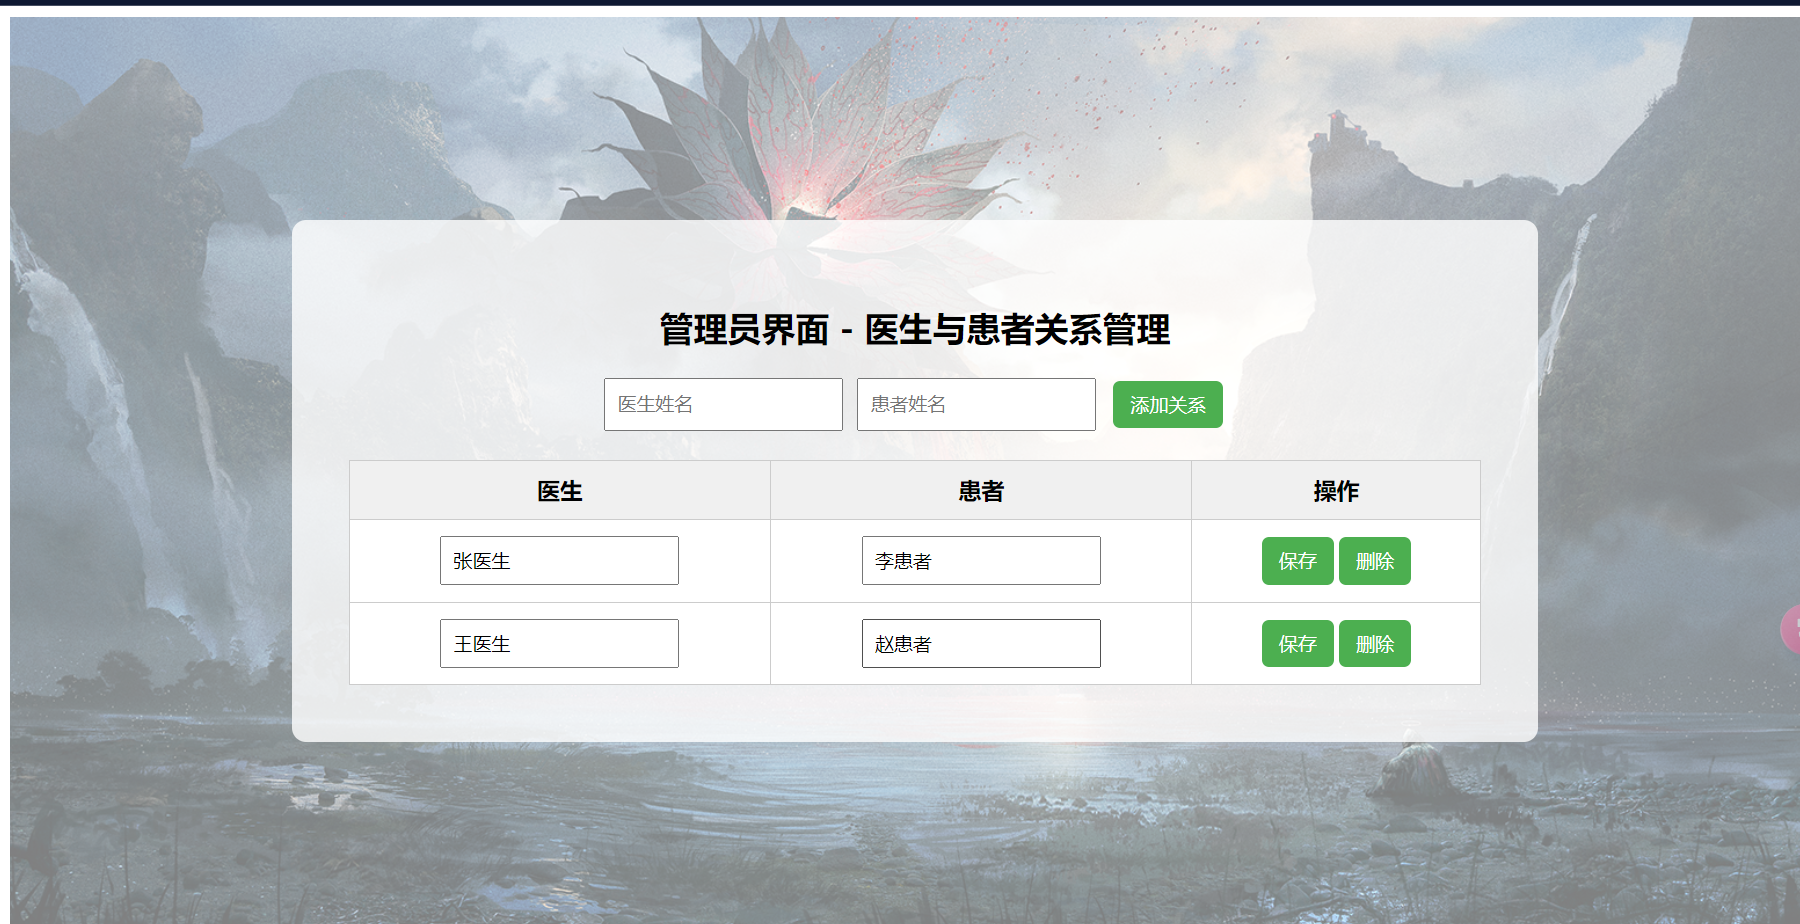 管理员界面 - 医生与患者关系管理
医生姓名 患者姓名 添加关系
医生 患者 操作
张医生 李患者 保存 删除
王医生 赵患者 保存 删除